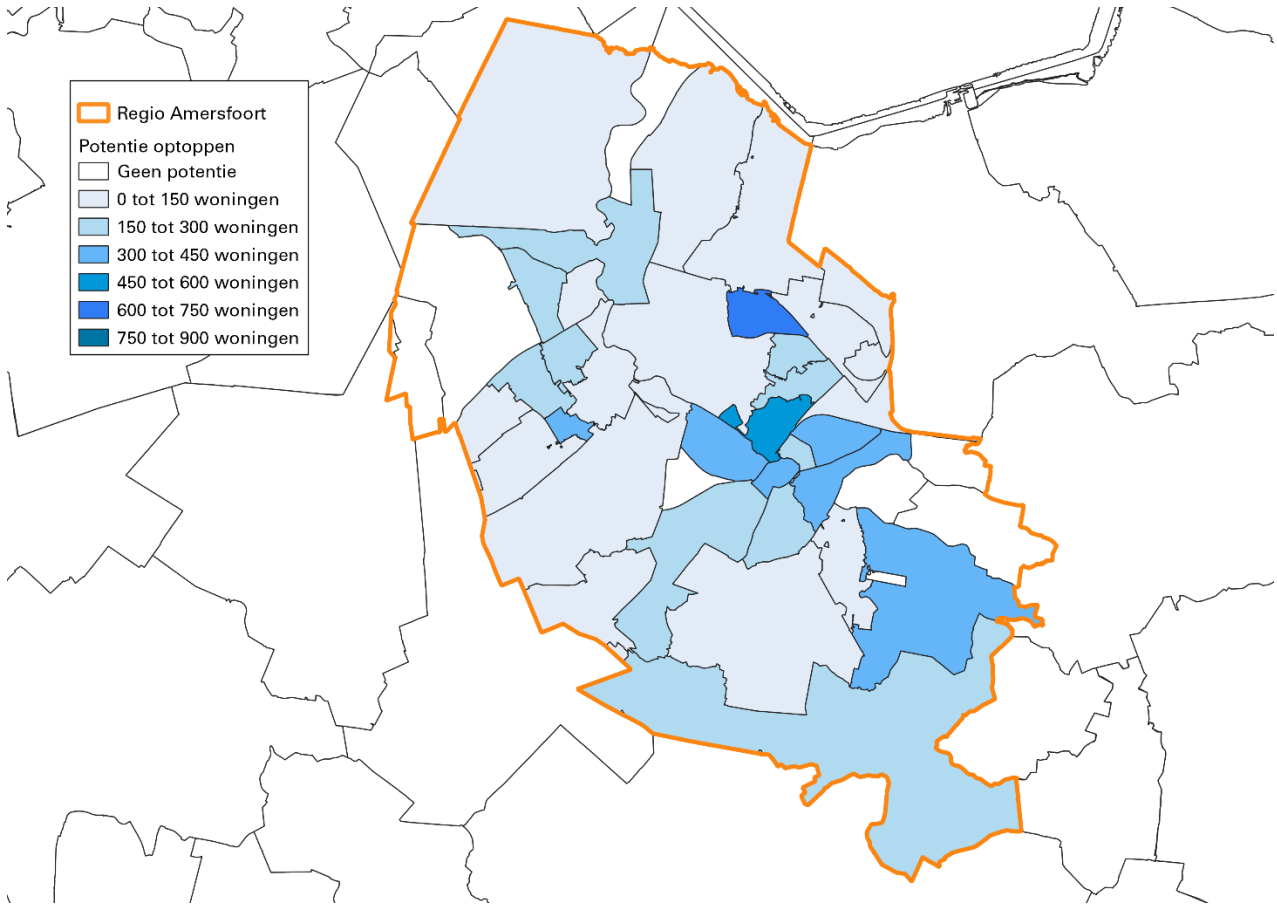 Regio Amersfoort
Potentie optoppen
Geen potentie
0 tot 150 woningen
150 tot 300 woningen
300 tot 450 woningen
450 tot 600 woningen
600 tot 750 woningen
750 tot 900 woningen